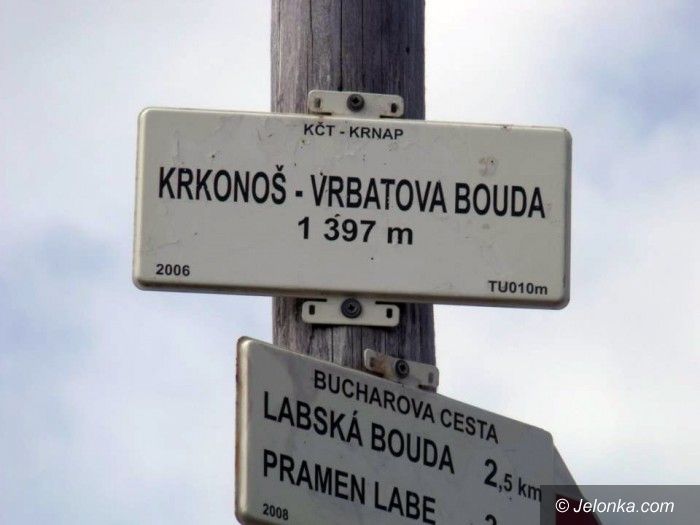 KČT - KRNAP
KRKONOŠ - VRBATOVA BOUDA
1 397 m
2006 TU010m
BUCHAROVA CESTA
LABSKÁ BOUDA 2,5 km
PRAMEN LABE
2008
© Jelonka.com